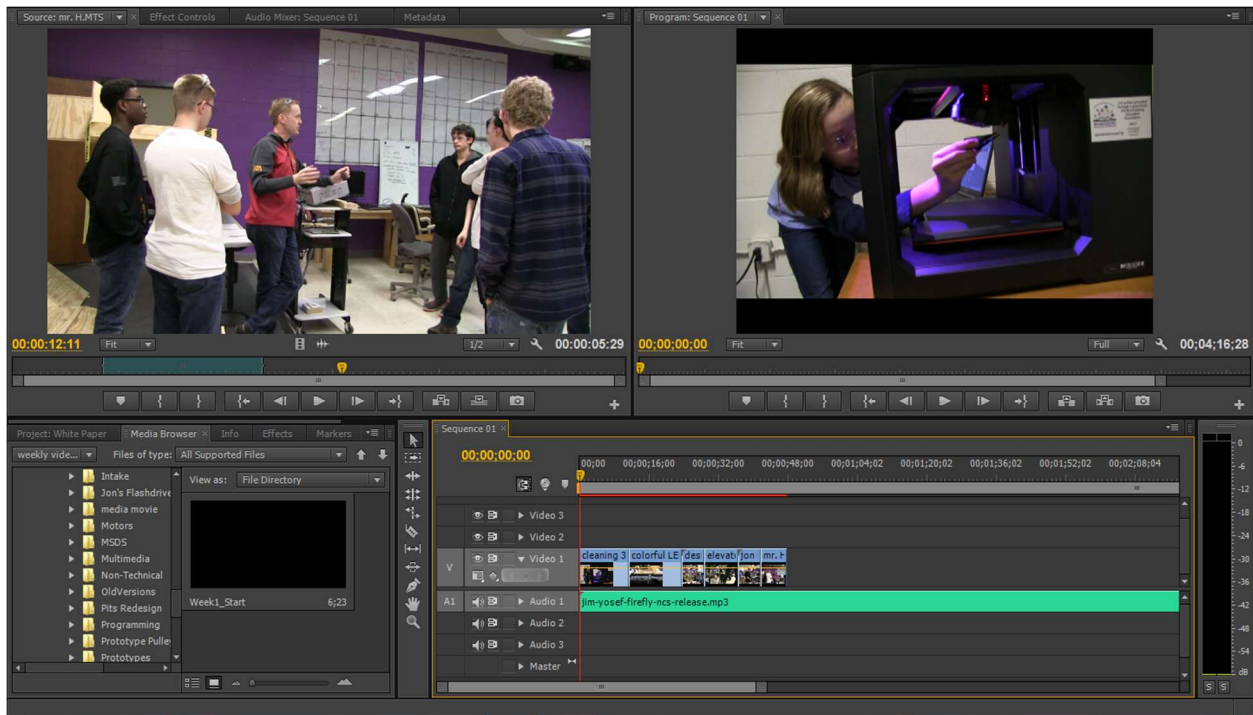 Source: mr. H.MTS
Effect Controls
Audio Mixer: Sequence 01
Metadata
Program: Sequence 01
00:00:12:11
Fit
1/2
00:00:05:29
00;00;00;00
Fit
Full
00;04;16;28
Project: White Paper
Media Browser
Info
Effects
Markers
weekly vide...
Files of type:
All Supported Files
View as:
File Directory
Intake
Jon's Flashdrive
media movie
Motors
MSDS
Multimedia
Non-Technical
OldVersions
Pits Redesign
Programming
Prototype Pulle
Prototypes
Week1_Start
6;23
Sequence 01
00;00;00;00
00;00
00;00;16;00
00;00;32;00
00;00;48;00
00;01;04;02
00;01;20;02
00;01;36;02
00;01;52;02
00;02;08;04
Video 3
Video 2
V
Video 1
cleaning 3
colorful LE
des
elevati
jon
mr. H
A1
Audio 1
jim-yosef-firefly-ncs-release.mp3
Audio 2
Audio 3
Master
0
-6
-12
-18
-24
-30
-36
-42
-48
-54
dB
S
S